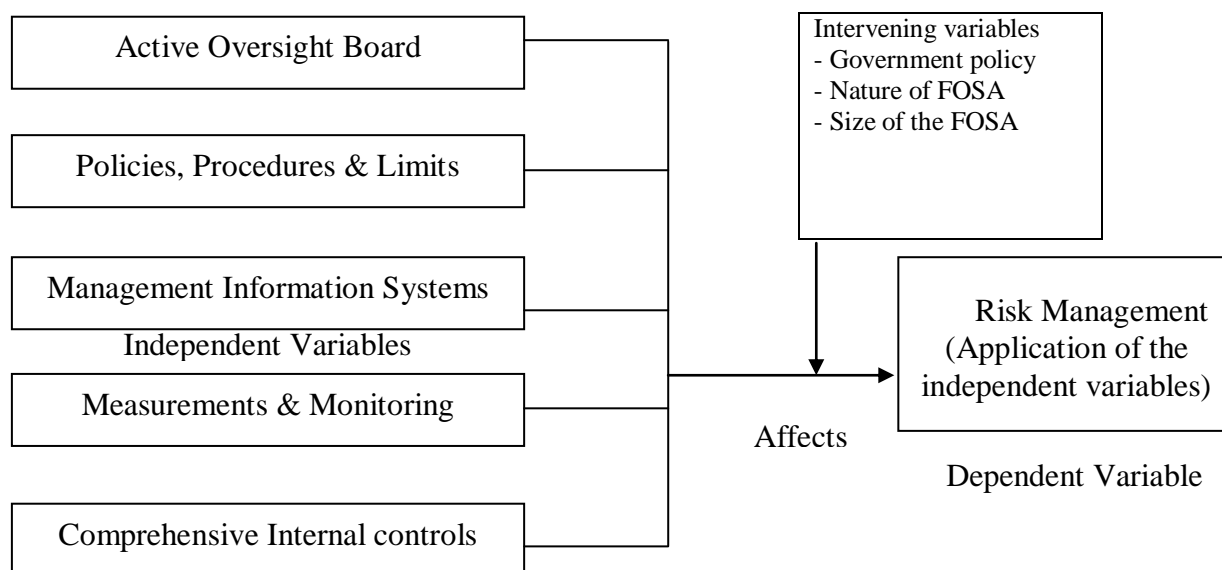 Active Oversight Board
Policies, Procedures & Limits
Management Information Systems
Independent Variables
Measurements & Monitoring
Comprehensive Internal controls
Intervening variables
- Government policy
- Nature of FOSA
- Size of the FOSA
Affects
Risk Management
(Application of the
independent variables)
Dependent Variable